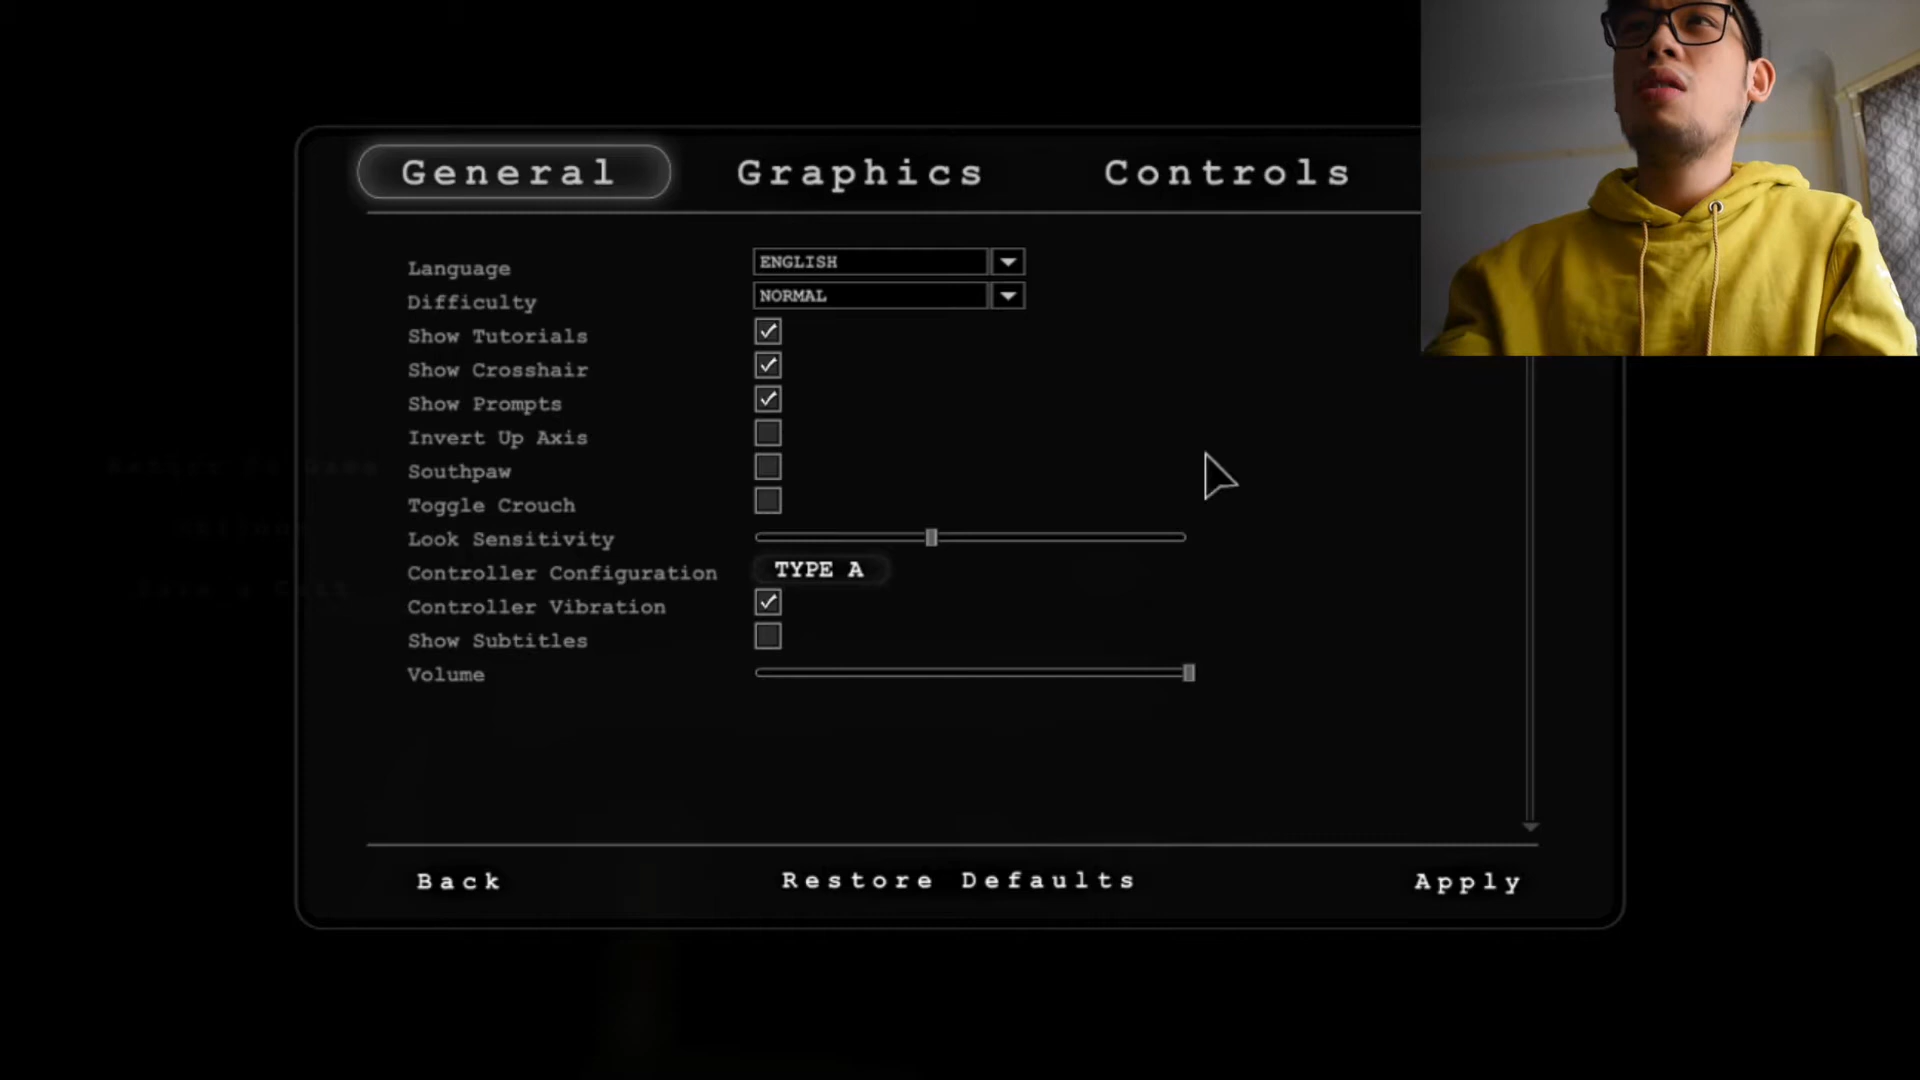 General Graphics Controls
Language ENGLISH
Difficulty NORMAL
Show Tutorials
Show Crosshair
Show Prompts
Invert Up Axis
Southpaw
Toggle Crouch
Look Sensitivity
Controller Configuration TYPE A
Controller Vibration
Show Subtitles
Volume
Back Restore Defaults Apply